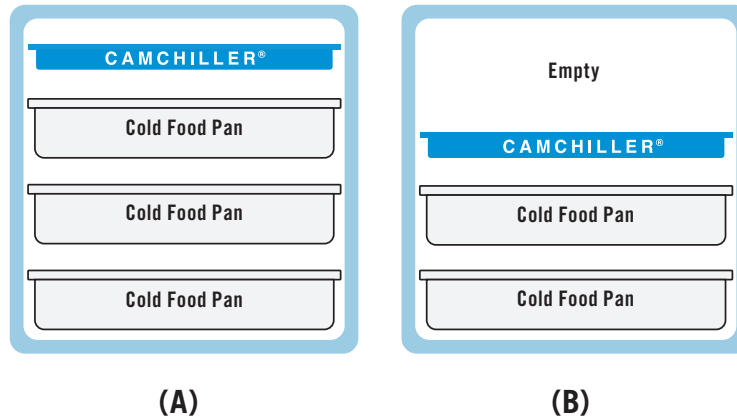 CAMCHILLER®
Cold Food Pan
Cold Food Pan
Cold Food Pan
(A)
Empty
CAMCHILLER®
Cold Food Pan
Cold Food Pan
(B)